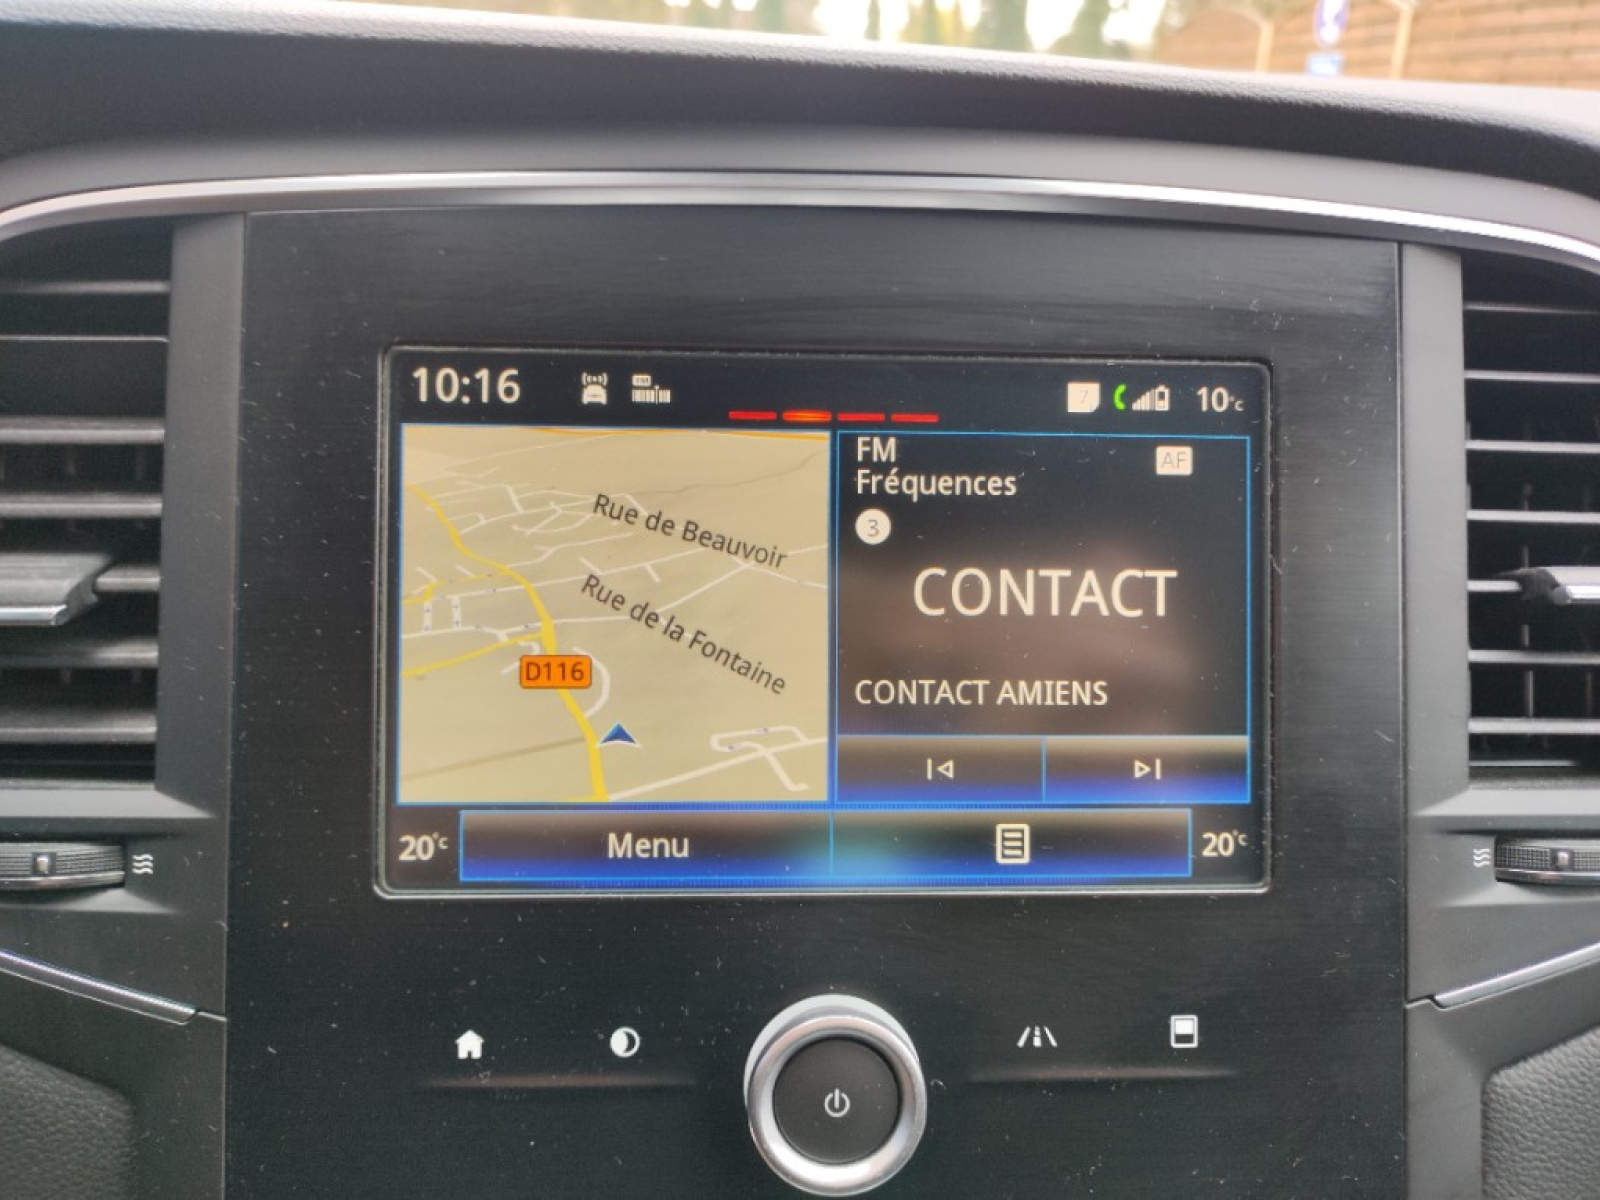 10:16
7
10°C
Rue de Beauvoir
Rue de la Fontaine
D116
FM
AF
Fréquences
3
CONTACT
CONTACT AMIENS
20°C
Menu
20°C